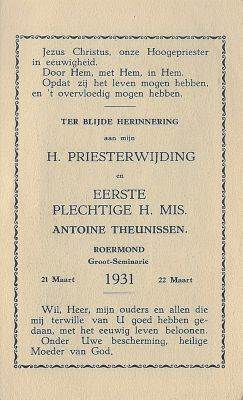 Jezus Christus, onze Hoogepriester
in eeuwigheid.
Door Hem, met Hem, in Hem.
Opdat zij het leven mogen hebben,
en 't overvloedig mogen hebben.
TER BLIJDE HERINNERING
aan mijn
H. PRIESTERWIJDING
en
EERSTE
PLECHTIGE H. MIS.
ANTOINE THEUNISSEN.
ROERMOND
Groot-Seminarie
21 Maart 1931 22 Maart
Wil, Heer, mijn ouders en allen die
mij terwille van U goed hebben ge-
daan, met het eeuwig leven beloonen.
Onder Uwe bescherming, heilige
Moeder van God.